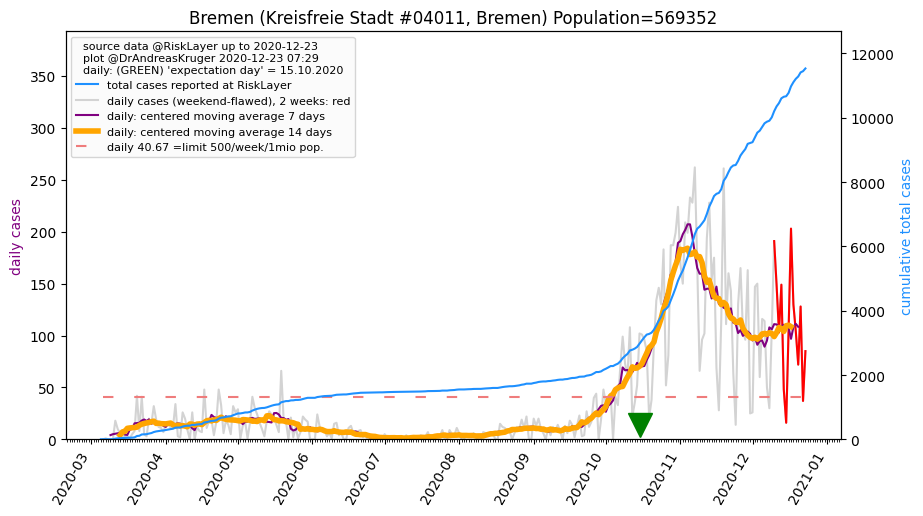 Bremen (Kreisfreie Stadt #04011, Bremen) Population=569352
source data @RiskLayer up to 2020-12-23
plot @DrAndreasKruger 2020-12-23 07:29
daily: (GREEN) 'expectation day' = 15.10.2020
total cases reported at RiskLayer
daily cases (weekend-flawed), 2 weeks: red
daily: centered moving average 7 days
daily: centered moving average 14 days
daily 40.67 =limit 500/week/1mio pop.
daily cases
350
300
250
200
150
100
50
0
12000
10000
8000
6000
4000
2000
0
cumulative total cases
2020-03
2020-04
2020-05
2020-06
2020-07
2020-08
2020-09
2020-10
2020-11
2020-12
2021-01